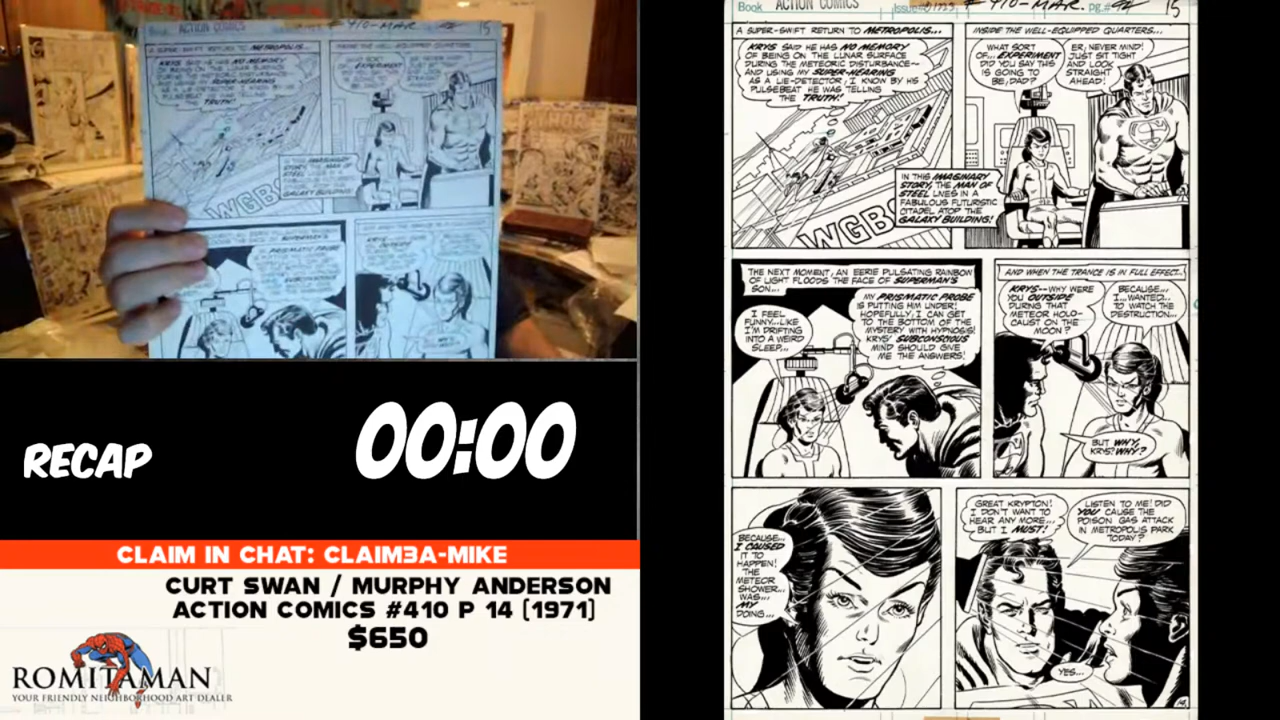 Book ACTION COMICS Issue# # 410-MAR. pg.# 15
A SUPER-SWIFT RETURN TO METROPOLIS...
KRYS SAID HE HAS NO MEMORY
OF BEING ON THE LUNAR SURFACE
DURING THE METEORIC DISTURBANCE--
AND USING MY SUPER-HEARING
AS A LIE-DETECTOR, I KNOW BY HIS
PULSEBEAT HE WAS TELLING
THE TRUTH!
IN THIS IMAGINARY
STORY, THE MAN OF
STEEL LIVES IN A
FABULOUS FUTURISTIC
CITADEL ATOP THE
GALAXY BUILDING!
WGBS
INSIDE THE WELL-EQUIPPED QUARTERS...
WHAT SORT
OF... EXPERIMENT
DID YOU SAY THIS
IS GOING TO
BE, DAD?
ER, NEVER MIND!
JUST SIT TIGHT
AND LOOK
STRAIGHT
AHEAD!
THE NEXT MOMENT, AN EERIE PULSATING RAINBOW
OF LIGHT FLOODS THE FACE OF SUPERMAN'S
SON...
I FEEL
FUNNY...LIKE
I'M DRIFTING
INTO A WEIRD
SLEEP...
MY PRISMATIC PROBE
IS PUTTING HIM UNDER!
HOPEFULLY, I CAN GET
TO THE BOTTOM OF THE
MYSTERY WITH HYPNOSIS!
KRYS' SUBCONSCIOUS
MIND SHOULD GIVE
ME THE ANSWERS!
AND WHEN THE TRANCE IS IN FULL EFFECT...
KRYS--WHY WERE
YOU OUTSIDE
DURING THAT
METEOR HOLO-
CAUST ON THE
MOON?
BECAUSE...
I...WANTED...
TO WATCH THE
DESTRUCTION...
BUT WHY,
KRYS? WHY?
BECAUSE...
I CAUSED
IT TO
HAPPEN!
THE
METEOR
SHOWER...
WAS...
MY
DOING...
GREAT KRYPTON!
I DON'T WANT TO
HEAR ANY MORE...
BUT I MUST!
LISTEN TO ME! DID
YOU CAUSE THE
POISON GAS ATTACK
IN METROPOLIS PARK
TODAY?
YES...
14
RECAP
00:00
CLAIM IN CHAT: CLAIM3A-MIKE
CURT SWAN / MURPHY ANDERSON
ACTION COMICS #410 P 14 (1971)
$650
ROMITAMAN
YOUR FRIENDLY NEIGHBORHOOD ART DEALER